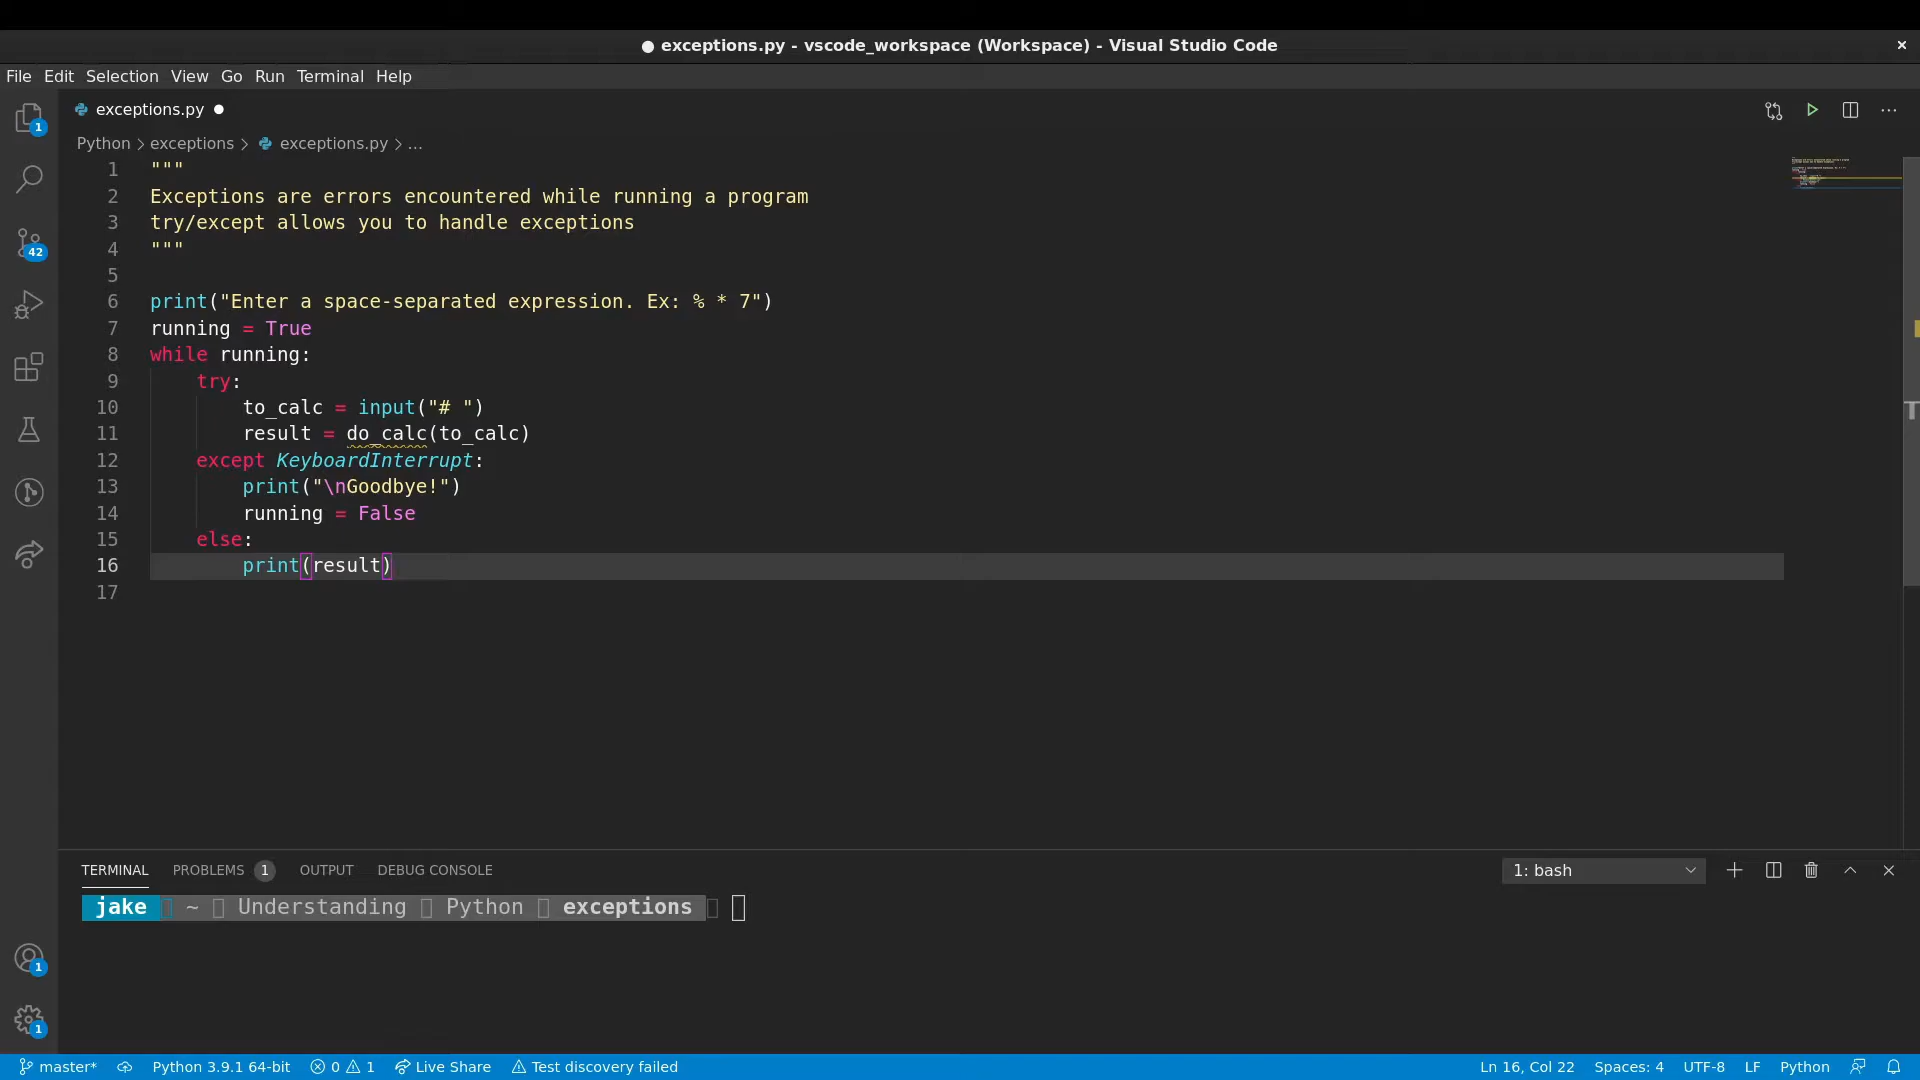 ● exceptions.py - vscode_workspace (Workspace) - Visual Studio Code ×
File Edit Selection View Go Run Terminal Help
exceptions.py ●
Python > exceptions > exceptions.py > ...
1 """
2 Exceptions are errors encountered while running a program
3 try/except allows you to handle exceptions
4 """
5
6 print("Enter a space-separated expression. Ex: % * 7")
7 running = True
8 while running:
9     try:
10         to_calc = input("# ")
11         result = do_calc(to_calc)
12     except KeyboardInterrupt:
13         print("\nGoodbye!")
14         running = False
15     else:
16         print(result)
17
1
42
1
1
TERMINAL PROBLEMS 1 OUTPUT DEBUG CONSOLE 1: bash
jake ~ Understanding Python exceptions
master* Python 3.9.1 64-bit 0 1 Live Share Test discovery failed Ln 16, Col 22 Spaces: 4 UTF-8 LF Python